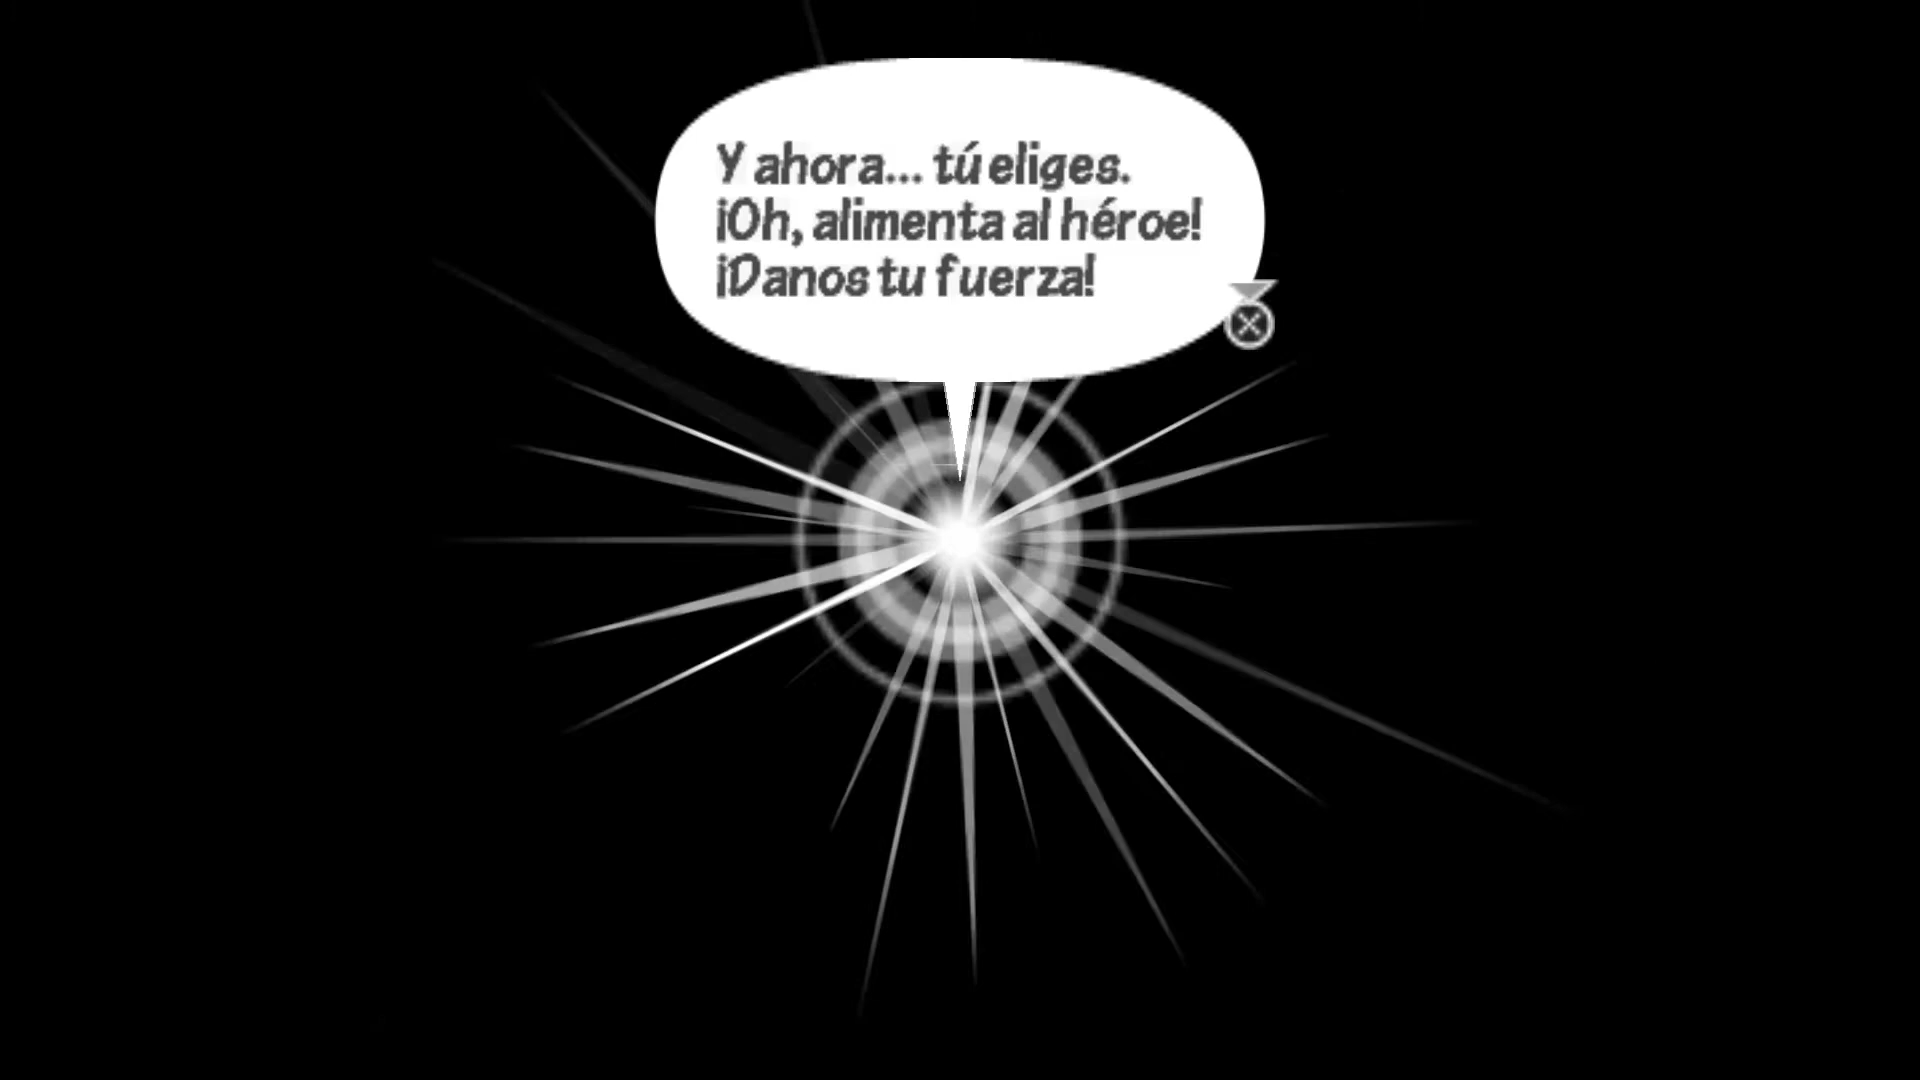 Y ahora... tú eliges.
¡Oh, alimenta al héroe!
¡Danos tu fuerza!